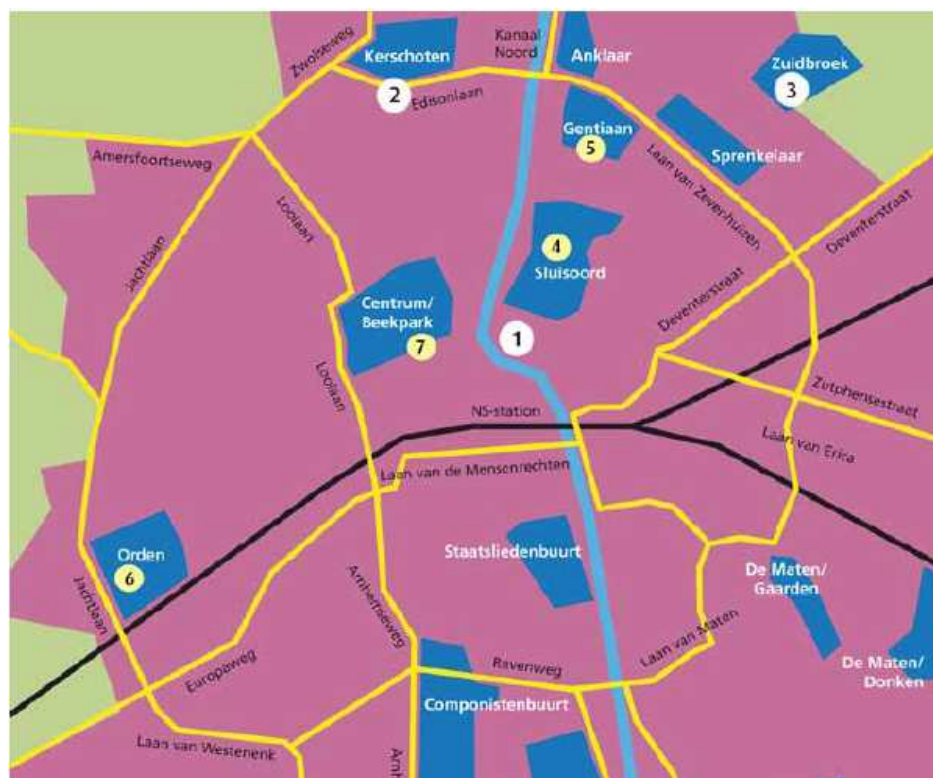 Zwolseweg
Kerschoten
Kanaal
Noord
Anklaar
Zuidbroek
3
2
Edisonlaan
Gentiaan
5
Sprenkelaar
Amersfoortseweg
Laan van Zevenhuizen
Deventerstraat
Loolaan
Jachtlaan
4
Sluisoord
Deventerstraat
Centrum/
Beekpark
7
1
Loolaan
NS-station
Zutphensestraat
Laan van Erica
Laan van de Mensenrechten
Orden
6
Staatsliedenbuurt
De Maten/
Gaarden
Jachtlaan
Arnhemseweg
Laan van Maten
Europaweg
Ravenweg
De Maten/
Donken
Componistenbuurt
Laan van Westenenk
Arnh